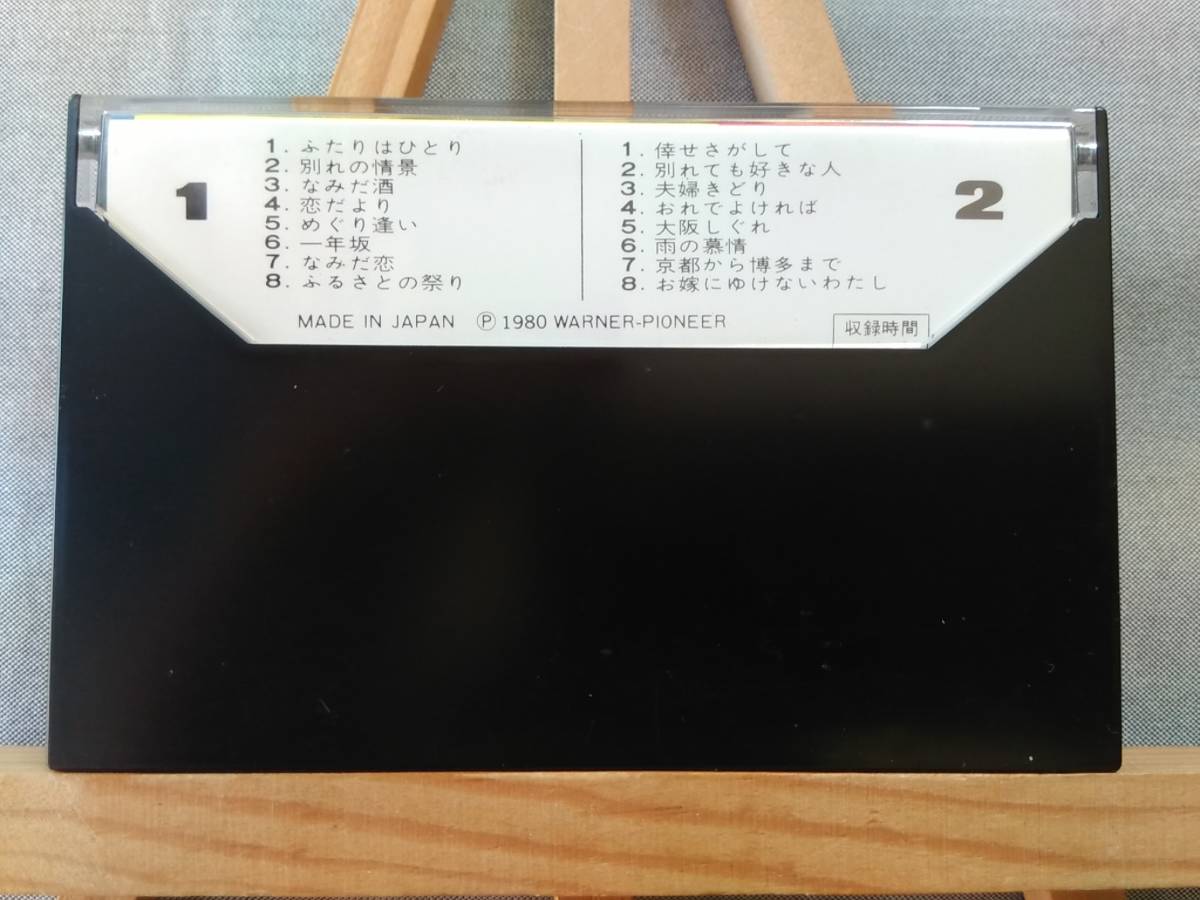 1
1. ふたりはひとり
2. 別れの情景
3. なみだ酒
4. 恋だより
5. めぐり逢い
6. 一年坂
7. なみだ恋
8. ふるさとの祭り
1. 倖せさがして
2. 別れても好きな人
3. 夫婦きどり
4. おれでよければ
5. 大阪しぐれ
6. 雨の慕情
7. 京都から博多まで
8. お嫁にゆけないわたし
2
MADE IN JAPAN Ⓟ 1980 WARNER-PIONEER
収録時間